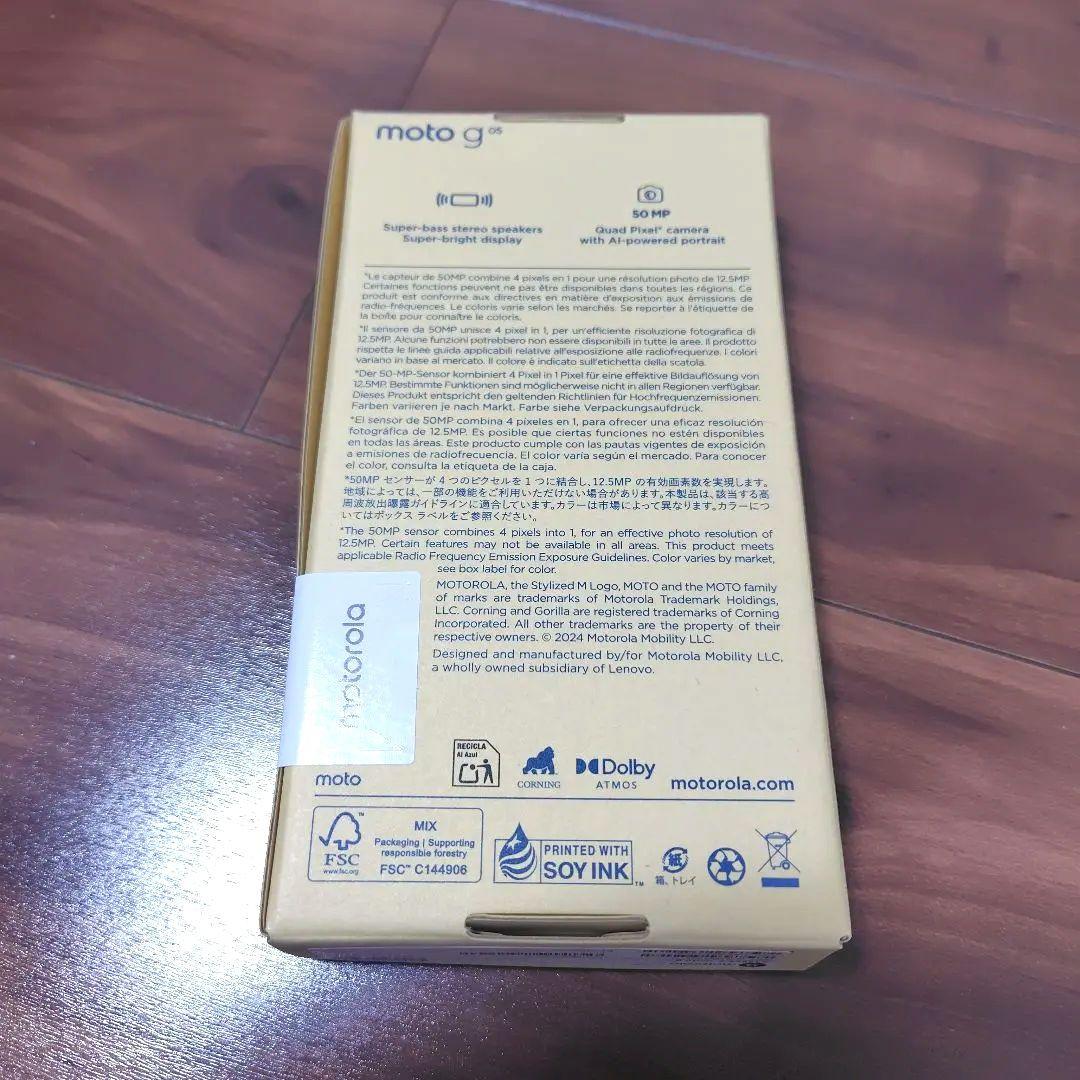 moto g 05
50 MP
Super-bass stereo speakers
Super-bright display
Quad Pixel* camera
with AI-powered portrait
*Le capteur de 50MP combine 4 pixels en 1 pour une résolution photo de 12.5MP.
Certaines fonctions peuvent ne pas être disponibles dans toutes les régions. Ce
produit est conforme aux directives en matière d'exposition aux émissions de
radio-fréquences. Le coloris varie selon les marchés. Se reporter à l'étiquette de
la boîte pour connaître le coloris.
*Il sensore da 50MP unisce 4 pixel in 1, per un'efficiente risoluzione fotografica di
12.5MP. Alcune funzioni potrebbero non essere disponibili in tutte le aree. Il prodotto
rispetta le linee guida applicabili relative all'esposizione alle radiofrequenze. I colori
variano in base al mercato. Il colore è indicato sull'etichetta della scatola.
*Der 50-MP-Sensor kombiniert 4 Pixel in 1 Pixel für eine effektive Bildauflösung von
12.5MP. Bestimmte Funktionen sind möglicherweise nicht in allen Regionen verfügbar.
Dieses Produkt entspricht den geltenden Richtlinien für Hochfrequenzemissionen.
Farben variieren je nach Markt. Farbe siehe Verpackungsaufdruck.
*El sensor de 50MP combina 4 píxeles en 1, para ofrecer una eficaz resolución
fotográfica de 12.5MP. Es posible que ciertas funciones no estén disponibles
en todas las áreas. Este producto cumple con las pautas vigentes de exposición
a emisiones de radiofrecuencia. El color varía según el mercado. Para conocer
el color, consulta la etiqueta de la caja.
*50MP センサーが 4 つのピクセルを 1 つに結合し、12.5MP の有効画素数を実現します。
地域によっては、一部の機能をご利用いただけない場合があります。本製品は、該当する高
周波放出曝露ガイドラインに適合しています。カラーは市場によって異なります。カラーにつ
いてはボックス ラベルをご参照ください。
*The 50MP sensor combines 4 pixels into 1, for an effective photo resolution of
12.5MP. Certain features may not be available in all areas. This product meets
applicable Radio Frequency Emission Exposure Guidelines. Color varies by market,
see box label for color.
MOTOROLA, the Stylized M Logo, MOTO and the MOTO family
of marks are trademarks of Motorola Trademark Holdings,
LLC. Corning and Gorilla are registered trademarks of Corning
Incorporated. All other trademarks are the property of their
respective owners. © 2024 Motorola Mobility LLC.
Designed and manufactured by/for Motorola Mobility LLC,
a wholly owned subsidiary of Lenovo.
motorola
moto
RECICLA
Al Azul
CORNING
Dolby
ATMOS
motorola.com
FSC™
www.fsc.org
MIX
Packaging | Supporting
responsible forestry
FSC™ C144906
PRINTED WITH
SOY INK™
紙
箱、トレイ